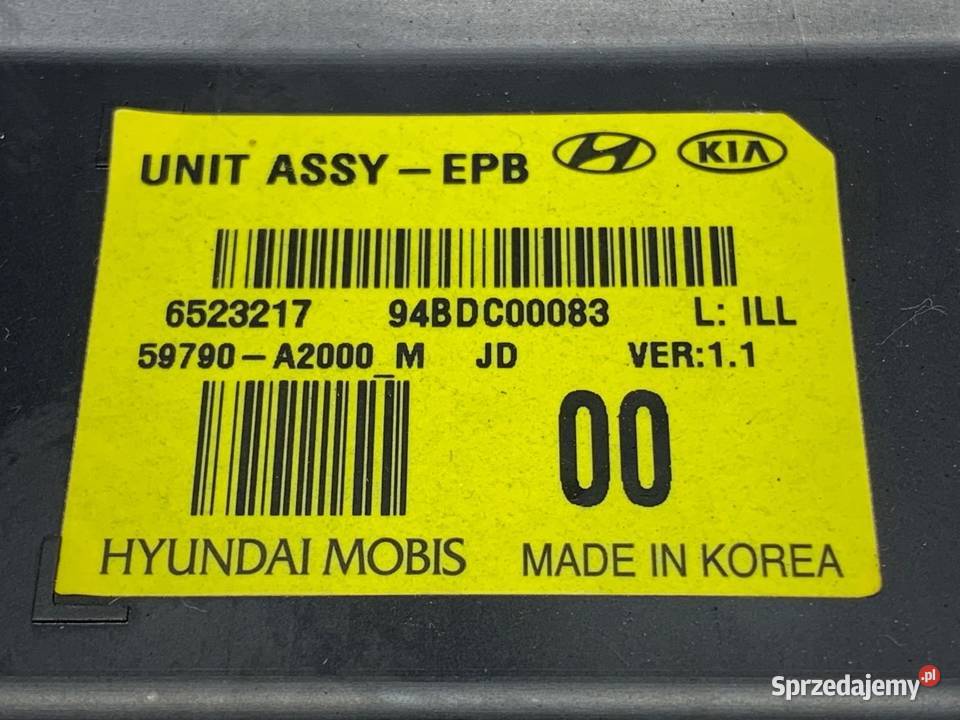 UNIT ASSY - EPB KIA
6523217 94BDC00083 L: ILL
59790-A2000_M JD VER:1.1
00
HYUNDAI MOBIS MADE IN KOREA
Sprzedajemy.pl